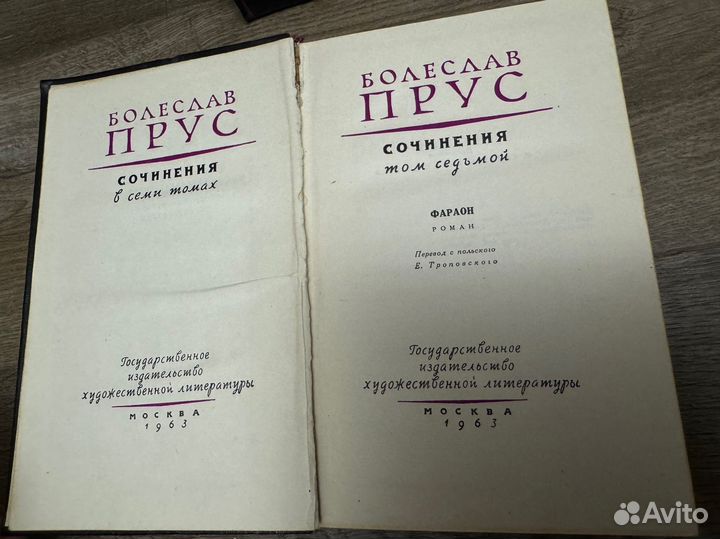 БОЛЕСЛАВ
ПРУС
СОЧИНЕНИЯ
в семи томах
Государственное
издательство
художественной литературы
МОСКВА
1963
БОЛЕСЛАВ
ПРУС
СОЧИНЕНИЯ
том седьмой
ФАРАОН
РОМАН
Перевод с польского
Е. Троповского
Государственное
издательство
художественной литературы
МОСКВА
1963
Avito